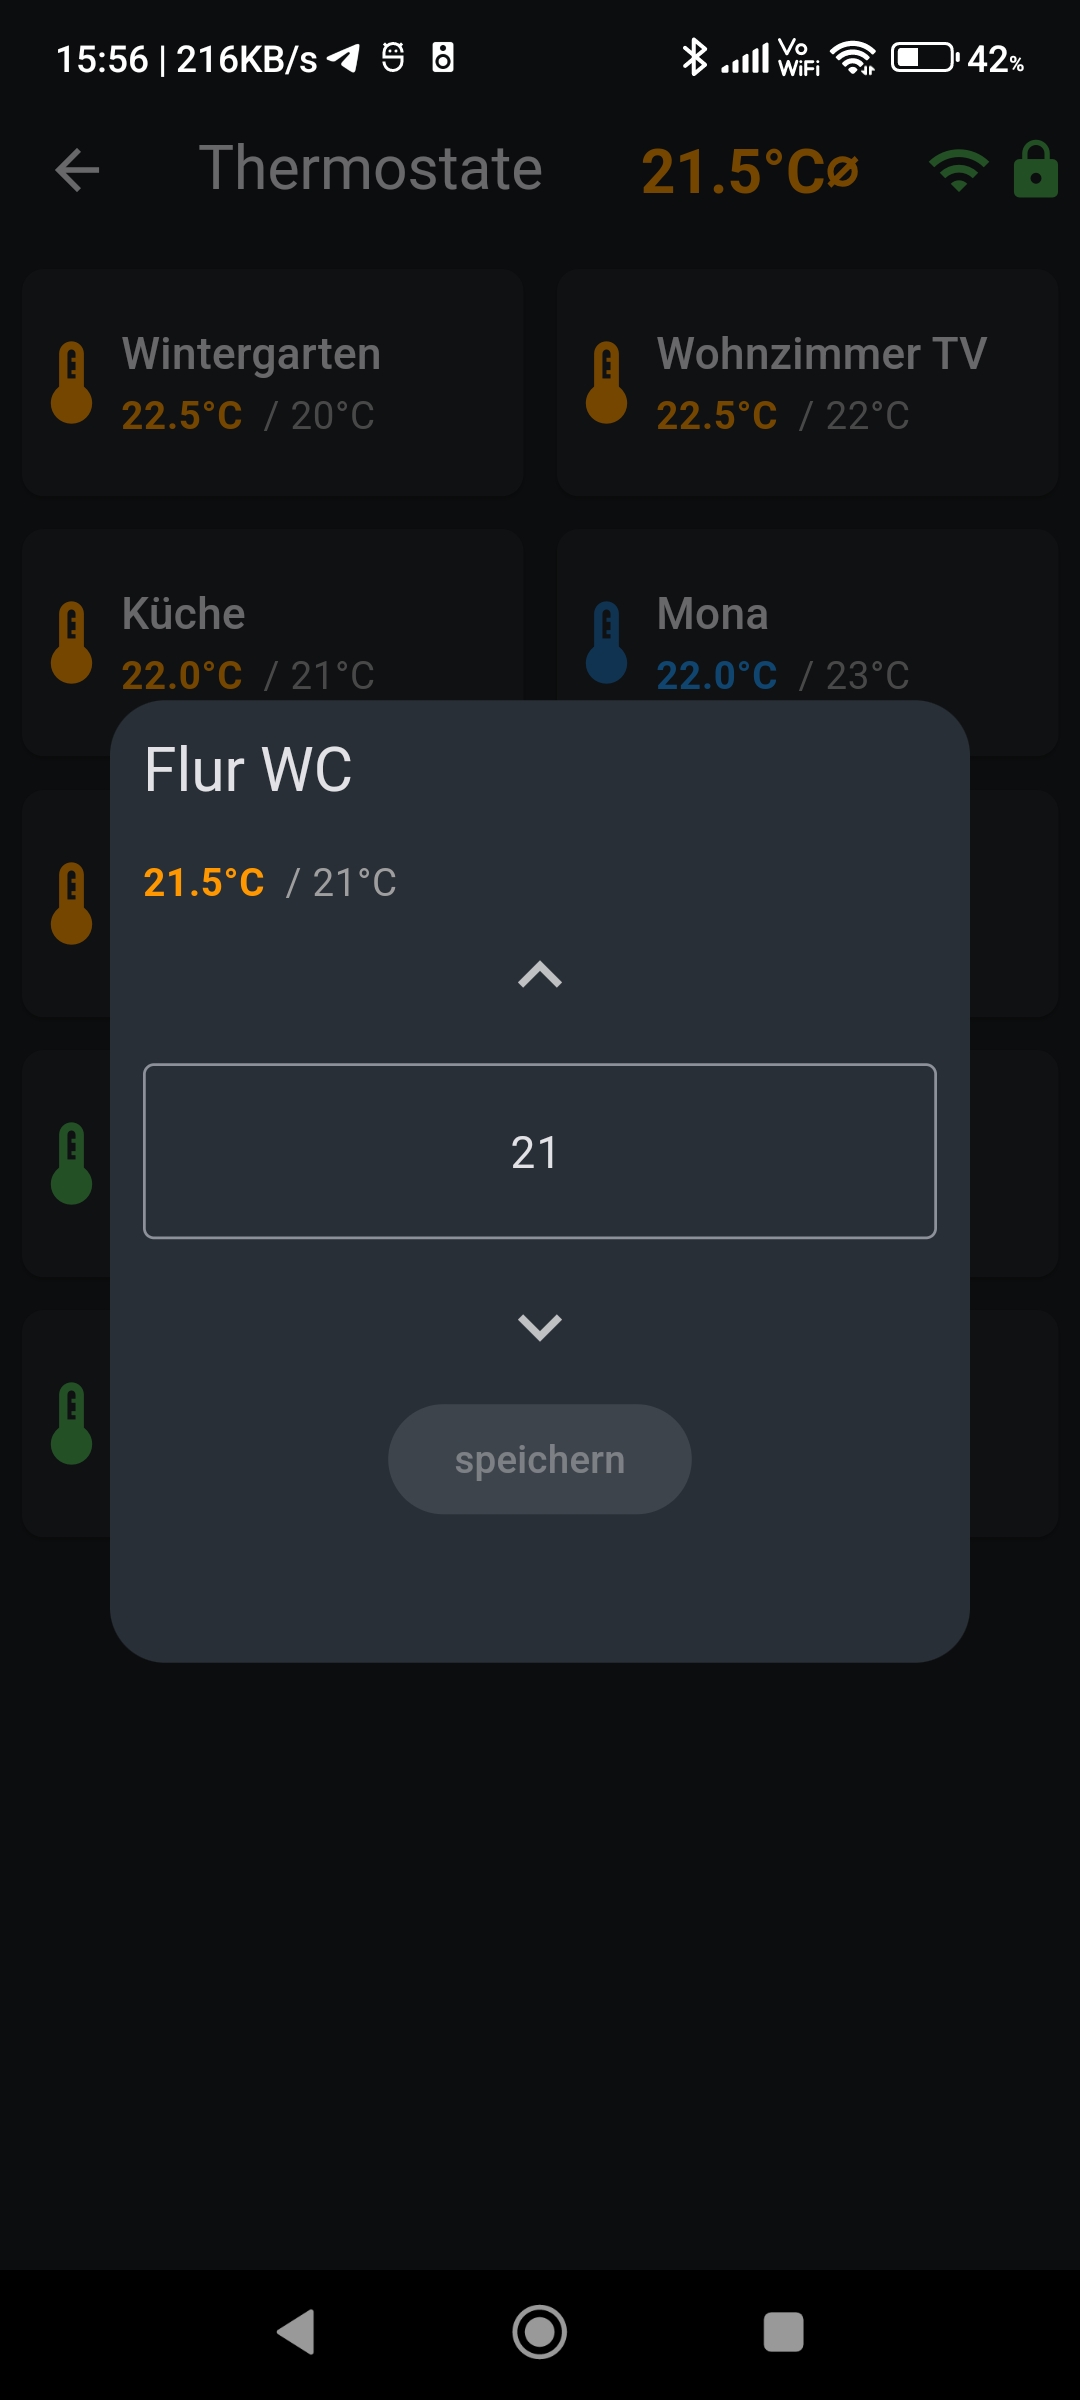 15:56 | 216KB/s Vo WiFi 42%
Thermostate 21.5°C⌀
Wintergarten
22.5°C / 20°C
Wohnzimmer TV
22.5°C / 22°C
Küche
22.0°C / 21°C
Mona
22.0°C / 23°C
Flur WC
21.5°C / 21°C
21
speichern